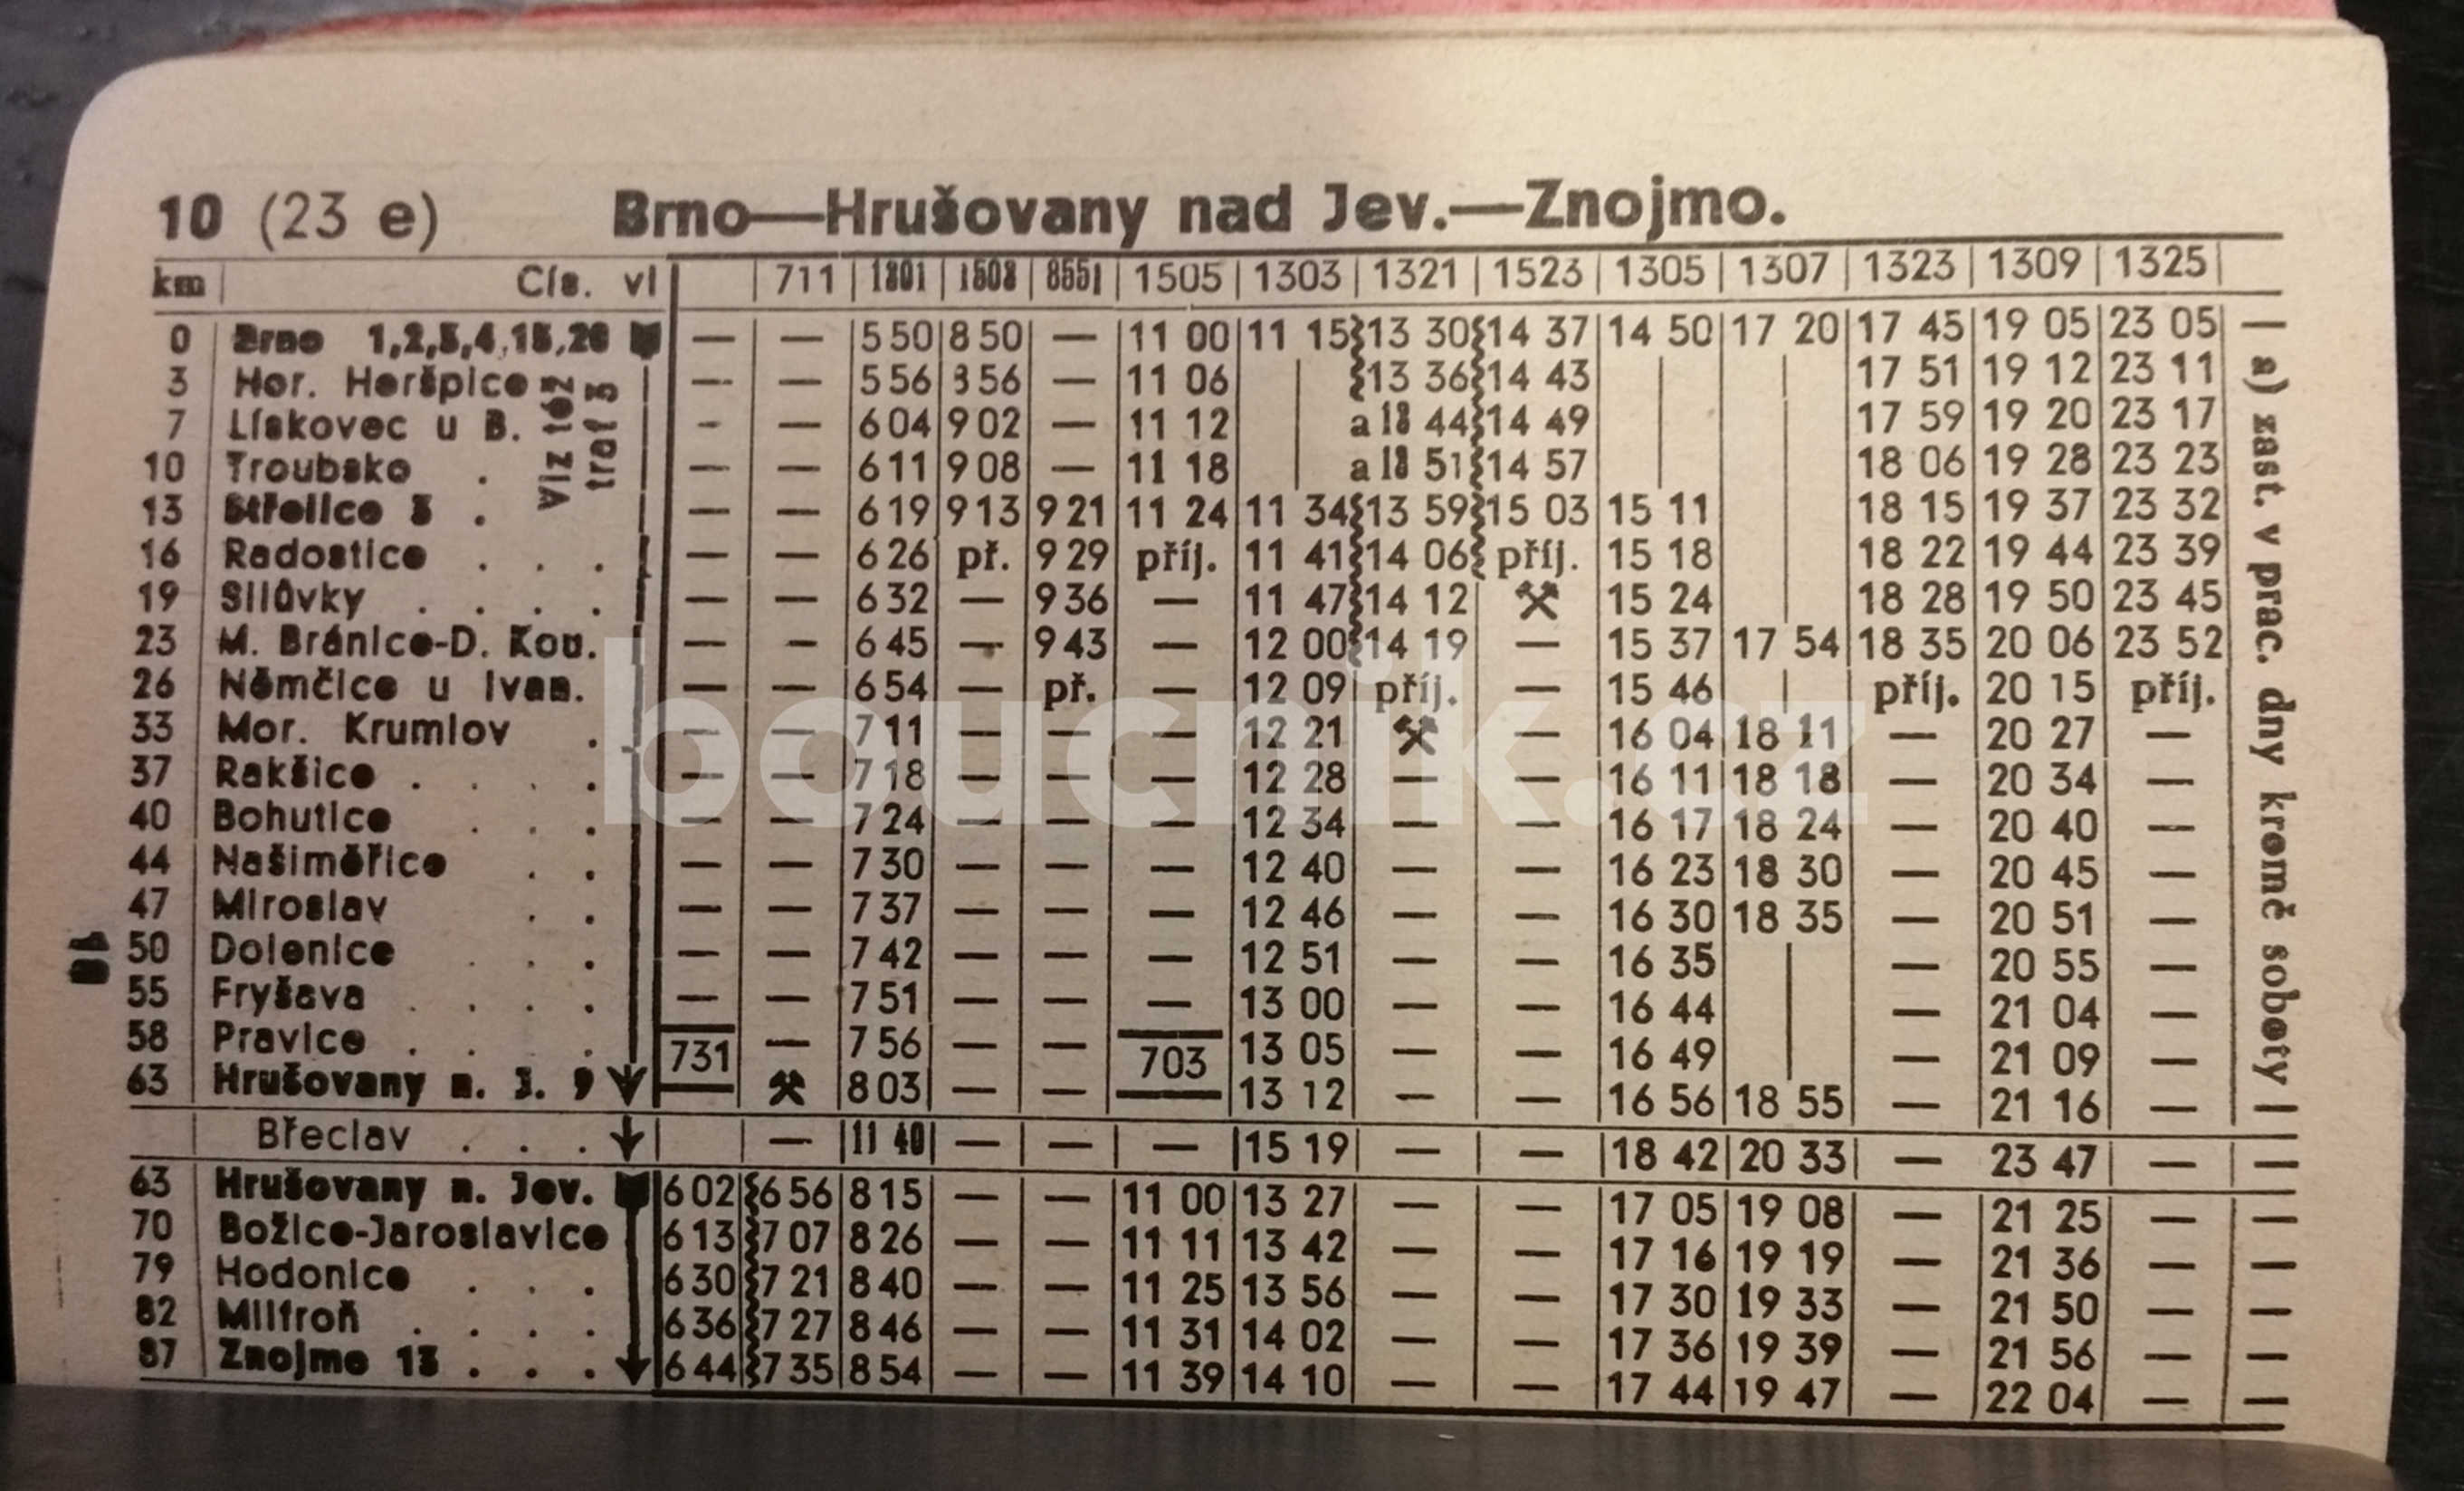 10 (23 e) Brno—Hrušovany nad Jev.—Znojmo.
km Čís. vl 711 1301 1503 8551 1505 1303 1321 1523 1305 1307 1323 1309 1325
0 Brno 1,2,3,4,15,20 — — 5 50 8 50 — 11 00 11 15 13 30 14 37 14 50 17 20 17 45 19 05 23 05 —
3 Hor. Heršpice — — 5 56 8 56 — 11 06 | 13 36 14 43 | | 17 51 19 12 23 11
7 Lískovec u B. - — 6 04 9 02 — 11 12 | a 13 44 14 49 | | 17 59 19 20 23 17
10 Troubsko . — — 6 11 9 08 — 11 18 | a 13 51 14 57 | | 18 06 19 28 23 23
Viz též
trať 3
13 Střelice 3 . — — 6 19 9 13 9 21 11 24 11 34 13 59 15 03 15 11 | 18 15 19 37 23 32
16 Radostice . . . — — 6 26 př. 9 29 příj. 11 41 14 06 příj. 15 18 | 18 22 19 44 23 39
19 Silůvky . . . . — — 6 32 — 9 36 — 11 47 14 12 ⚒ 15 24 | 18 28 19 50 23 45
23 M. Bránice-D. Kou. — - 6 45 — 9 43 — 12 00 14 19 — 15 37 17 54 18 35 20 06 23 52
26 Němčice u Ivan. — — 6 54 — př. — 12 09 příj. — 15 46 | příj. 20 15 příj.
33 Mor. Krumlov . — — 7 11 — — — 12 21 ⚒ — 16 04 18 11 — 20 27 —
37 Rakšice . . . . — — 7 18 — — — 12 28 — — 16 11 18 18 — 20 34 —
40 Bohutice . . . — — 7 24 — — — 12 34 — — 16 17 18 24 — 20 40 —
44 Našiměřice . . — — 7 30 — — — 12 40 — — 16 23 18 30 — 20 45 —
47 Miroslav . . — — 7 37 — — — 12 46 — — 16 30 18 35 — 20 51 —
50 Dolenice . . . — — 7 42 — — — 12 51 — — 16 35 | — 20 55 —
55 Fryšava . . . . — — 7 51 — — — 13 00 — — 16 44 | — 21 04 —
58 Pravice . . . . 731 — 7 56 — — 703 13 05 — — 16 49 | — 21 09 —
63 Hrušovany n. J. 9 ⚒ 8 03 — — 13 12 — — 16 56 18 55 — 21 16 — —
Břeclav . . . — 11 40 — — — 15 19 — — 18 42 20 33 — 23 47 — —
63 Hrušovany n. Jev. 6 02 6 56 8 15 — — 11 00 13 27 — — 17 05 19 08 — 21 25 — —
70 Božice-Jaroslavice 6 13 7 07 8 26 — — 11 11 13 42 — — 17 16 19 19 — 21 36 — —
79 Hodonice . . . 6 30 7 21 8 40 — — 11 25 13 56 — — 17 30 19 33 — 21 50 — —
82 Milfroň . . . . 6 36 7 27 8 46 — — 11 31 14 02 — — 17 36 19 39 — 21 56 — —
87 Znojmo 13 . . . 6 44 7 35 8 54 — — 11 39 14 10 — — 17 44 19 47 — 22 04 — —
a) zast. v prac. dny kromě soboty
boucnik.cz